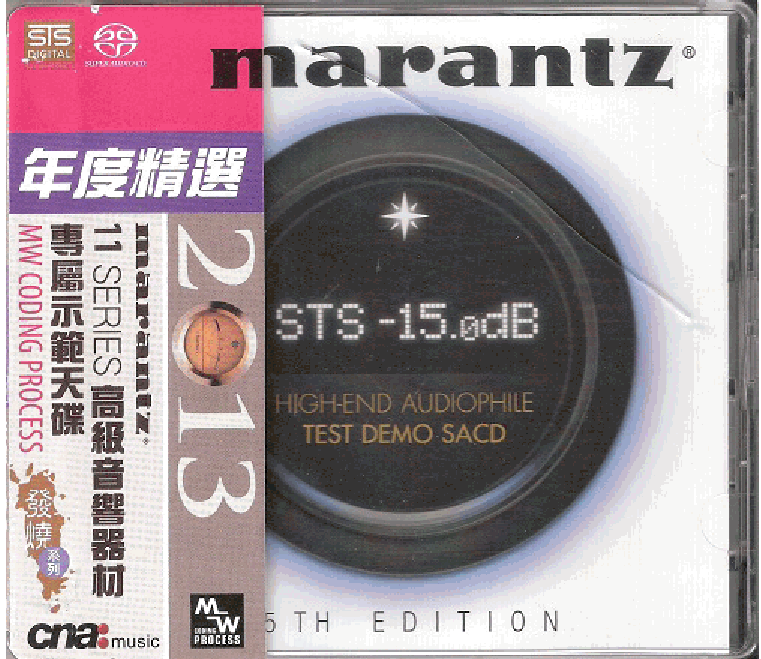 STS
DIGITAL
SUPER AUDIO CD
marantz®
年度精選
2013
marantz®
11 SERIES 高級音響器材
專屬示範天碟
MW CODING PROCESS
發燒
系列
cna: music
MW
CODING
PROCESS
STS -15.0dB
HIGH-END AUDIOPHILE
TEST DEMO SACD
5TH EDITION